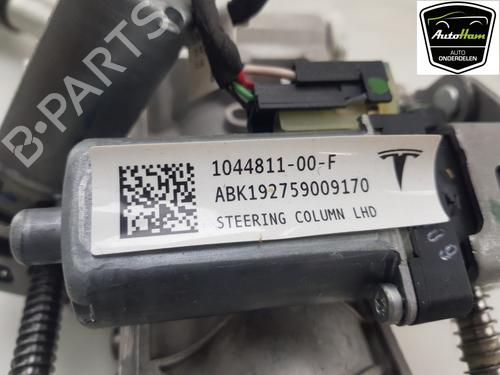 AutoHam
AUTO
ONDERDELEN
B-PARTS
1044811-00-F
ABK192759009170
STEERING COLUMN LHD